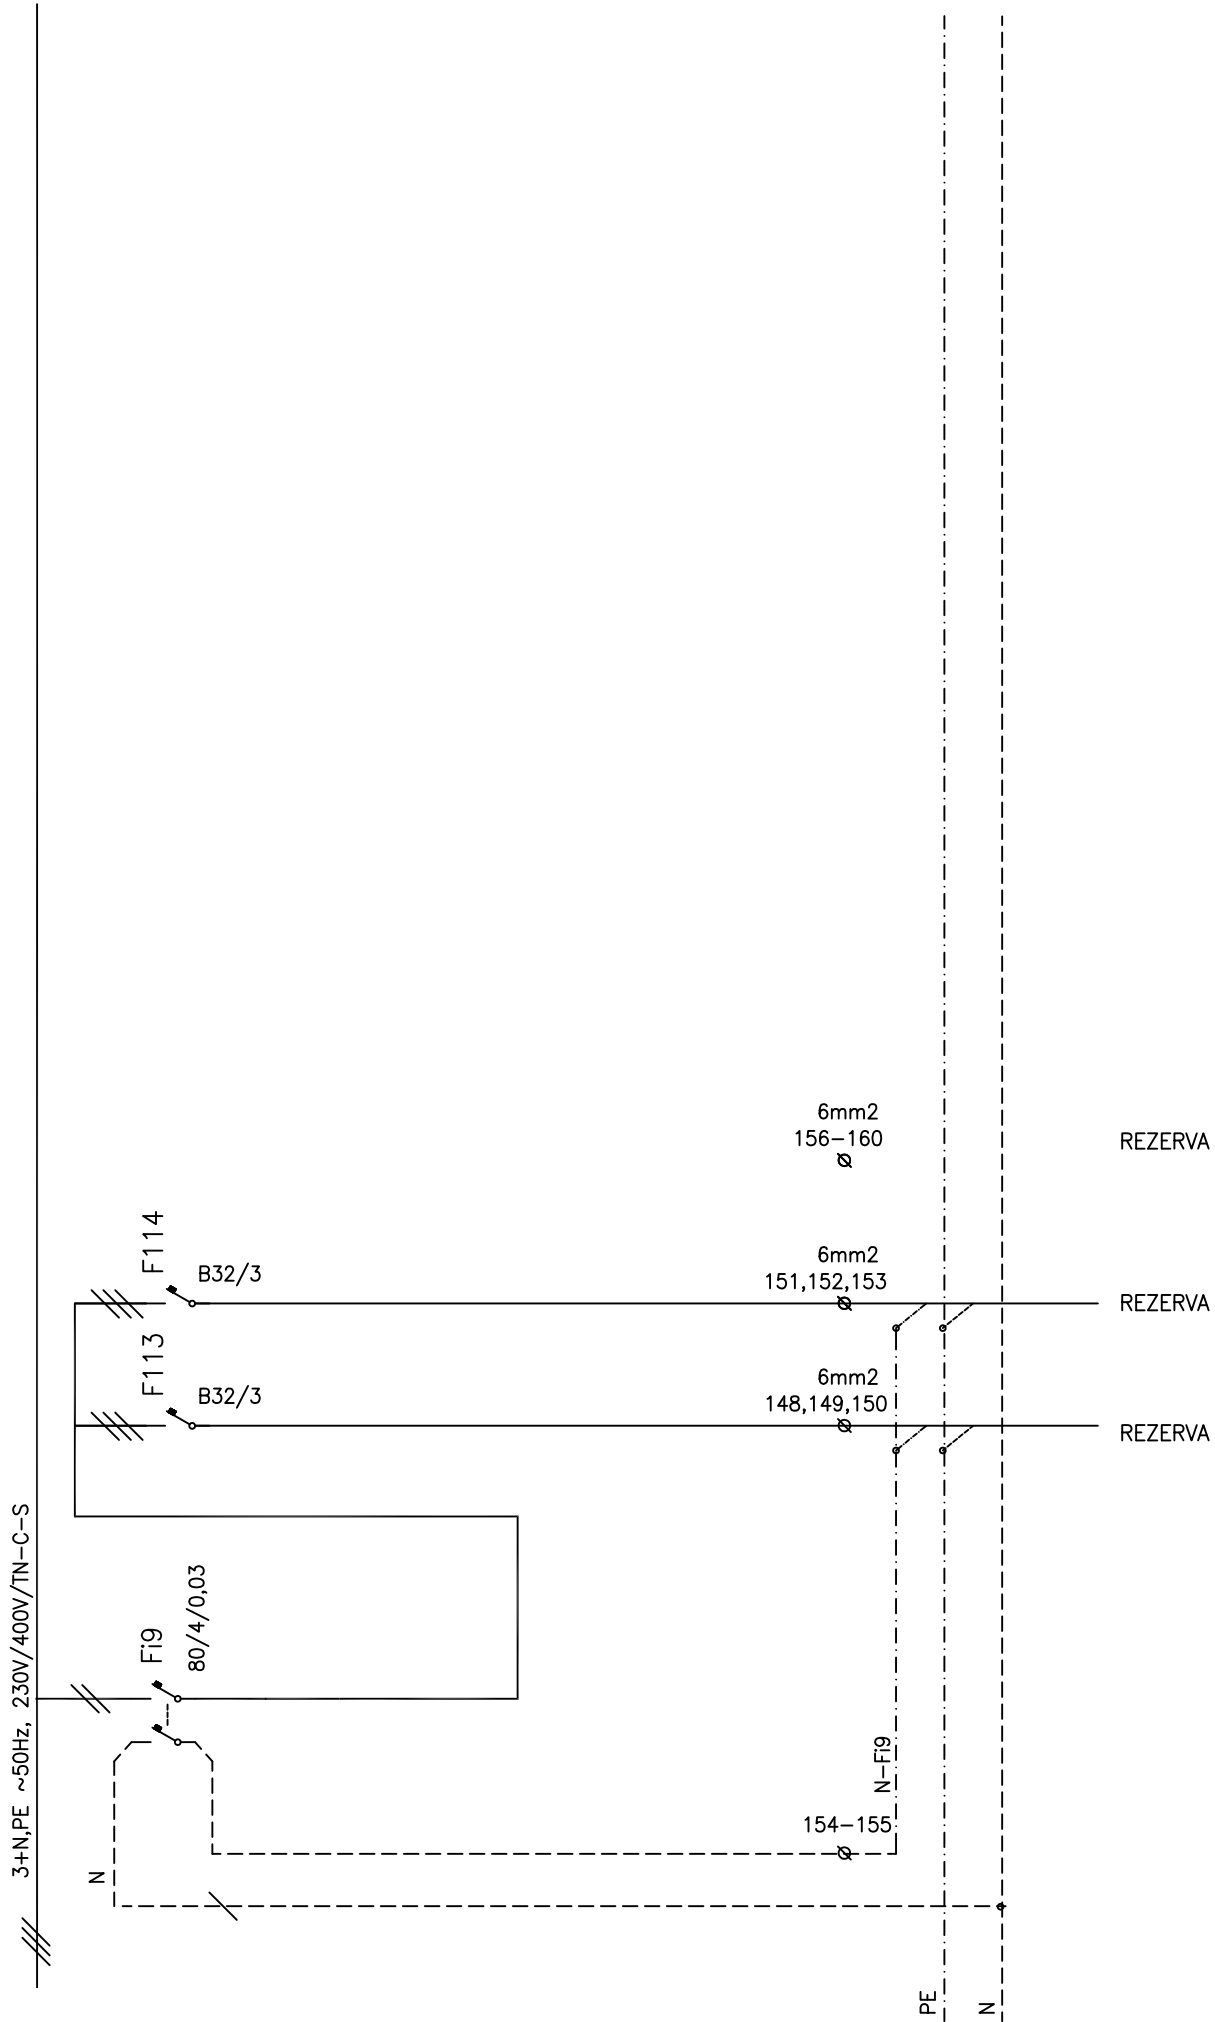 6mm2
156-160
REZERVA
F114
B32/3
6mm2
151,152,153
REZERVA
F113
B32/3
6mm2
148,149,150
REZERVA
3+N,PE ~50Hz, 230V/400V/TN-C-S
Fi9
80/4/0,03
N-Fi9
154-155
N
PE
N